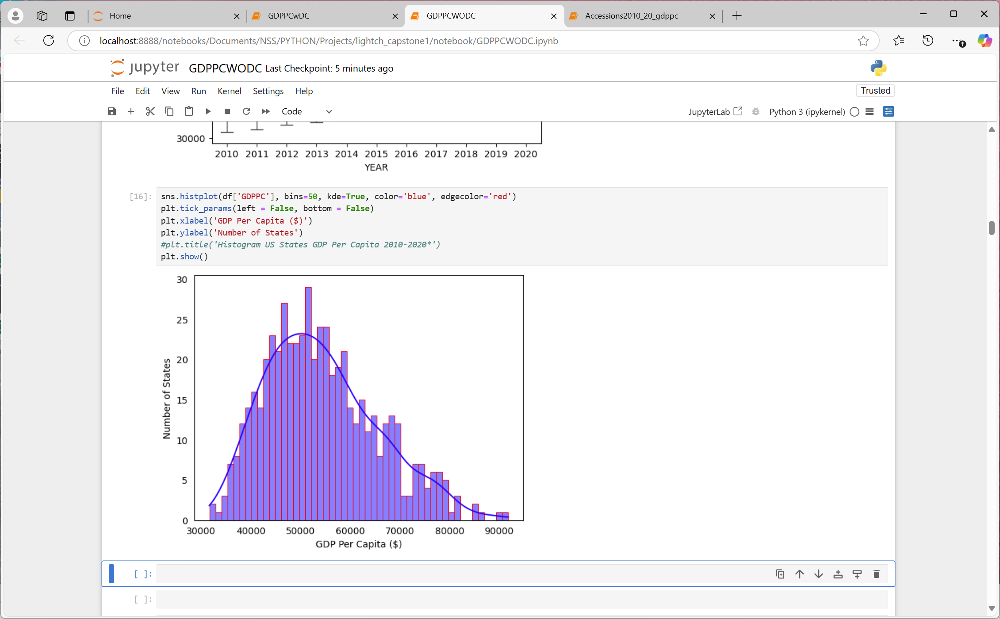 Home
GDPPCwDC
GDPPCWODC
Accessions2010_20_gdppc
localhost:8888/notebooks/Documents/NSS/PYTHON/Projects/lightch_capstone1/notebook/GDPPCWODC.ipynb
jupyter GDPPCWODC Last Checkpoint: 5 minutes ago
File Edit View Run Kernel Settings Help Trusted
Code JupyterLab Python 3 (ipykernel)
30000
2010 2011 2012 2013 2014 2015 2016 2017 2018 2019 2020
YEAR
[16]: sns.histplot(df['GDPPC'], bins=50, kde=True, color='blue', edgecolor='red')
plt.tick_params(left = False, bottom = False)
plt.xlabel('GDP Per Capita ($)')
plt.ylabel('Number of States')
#plt.title('Histogram US States GDP Per Capita 2010-2020*')
plt.show()
30
25
20
15
10
5
0
Number of States
30000 40000 50000 60000 70000 80000 90000
GDP Per Capita ($)
[ ]:
[ ]: